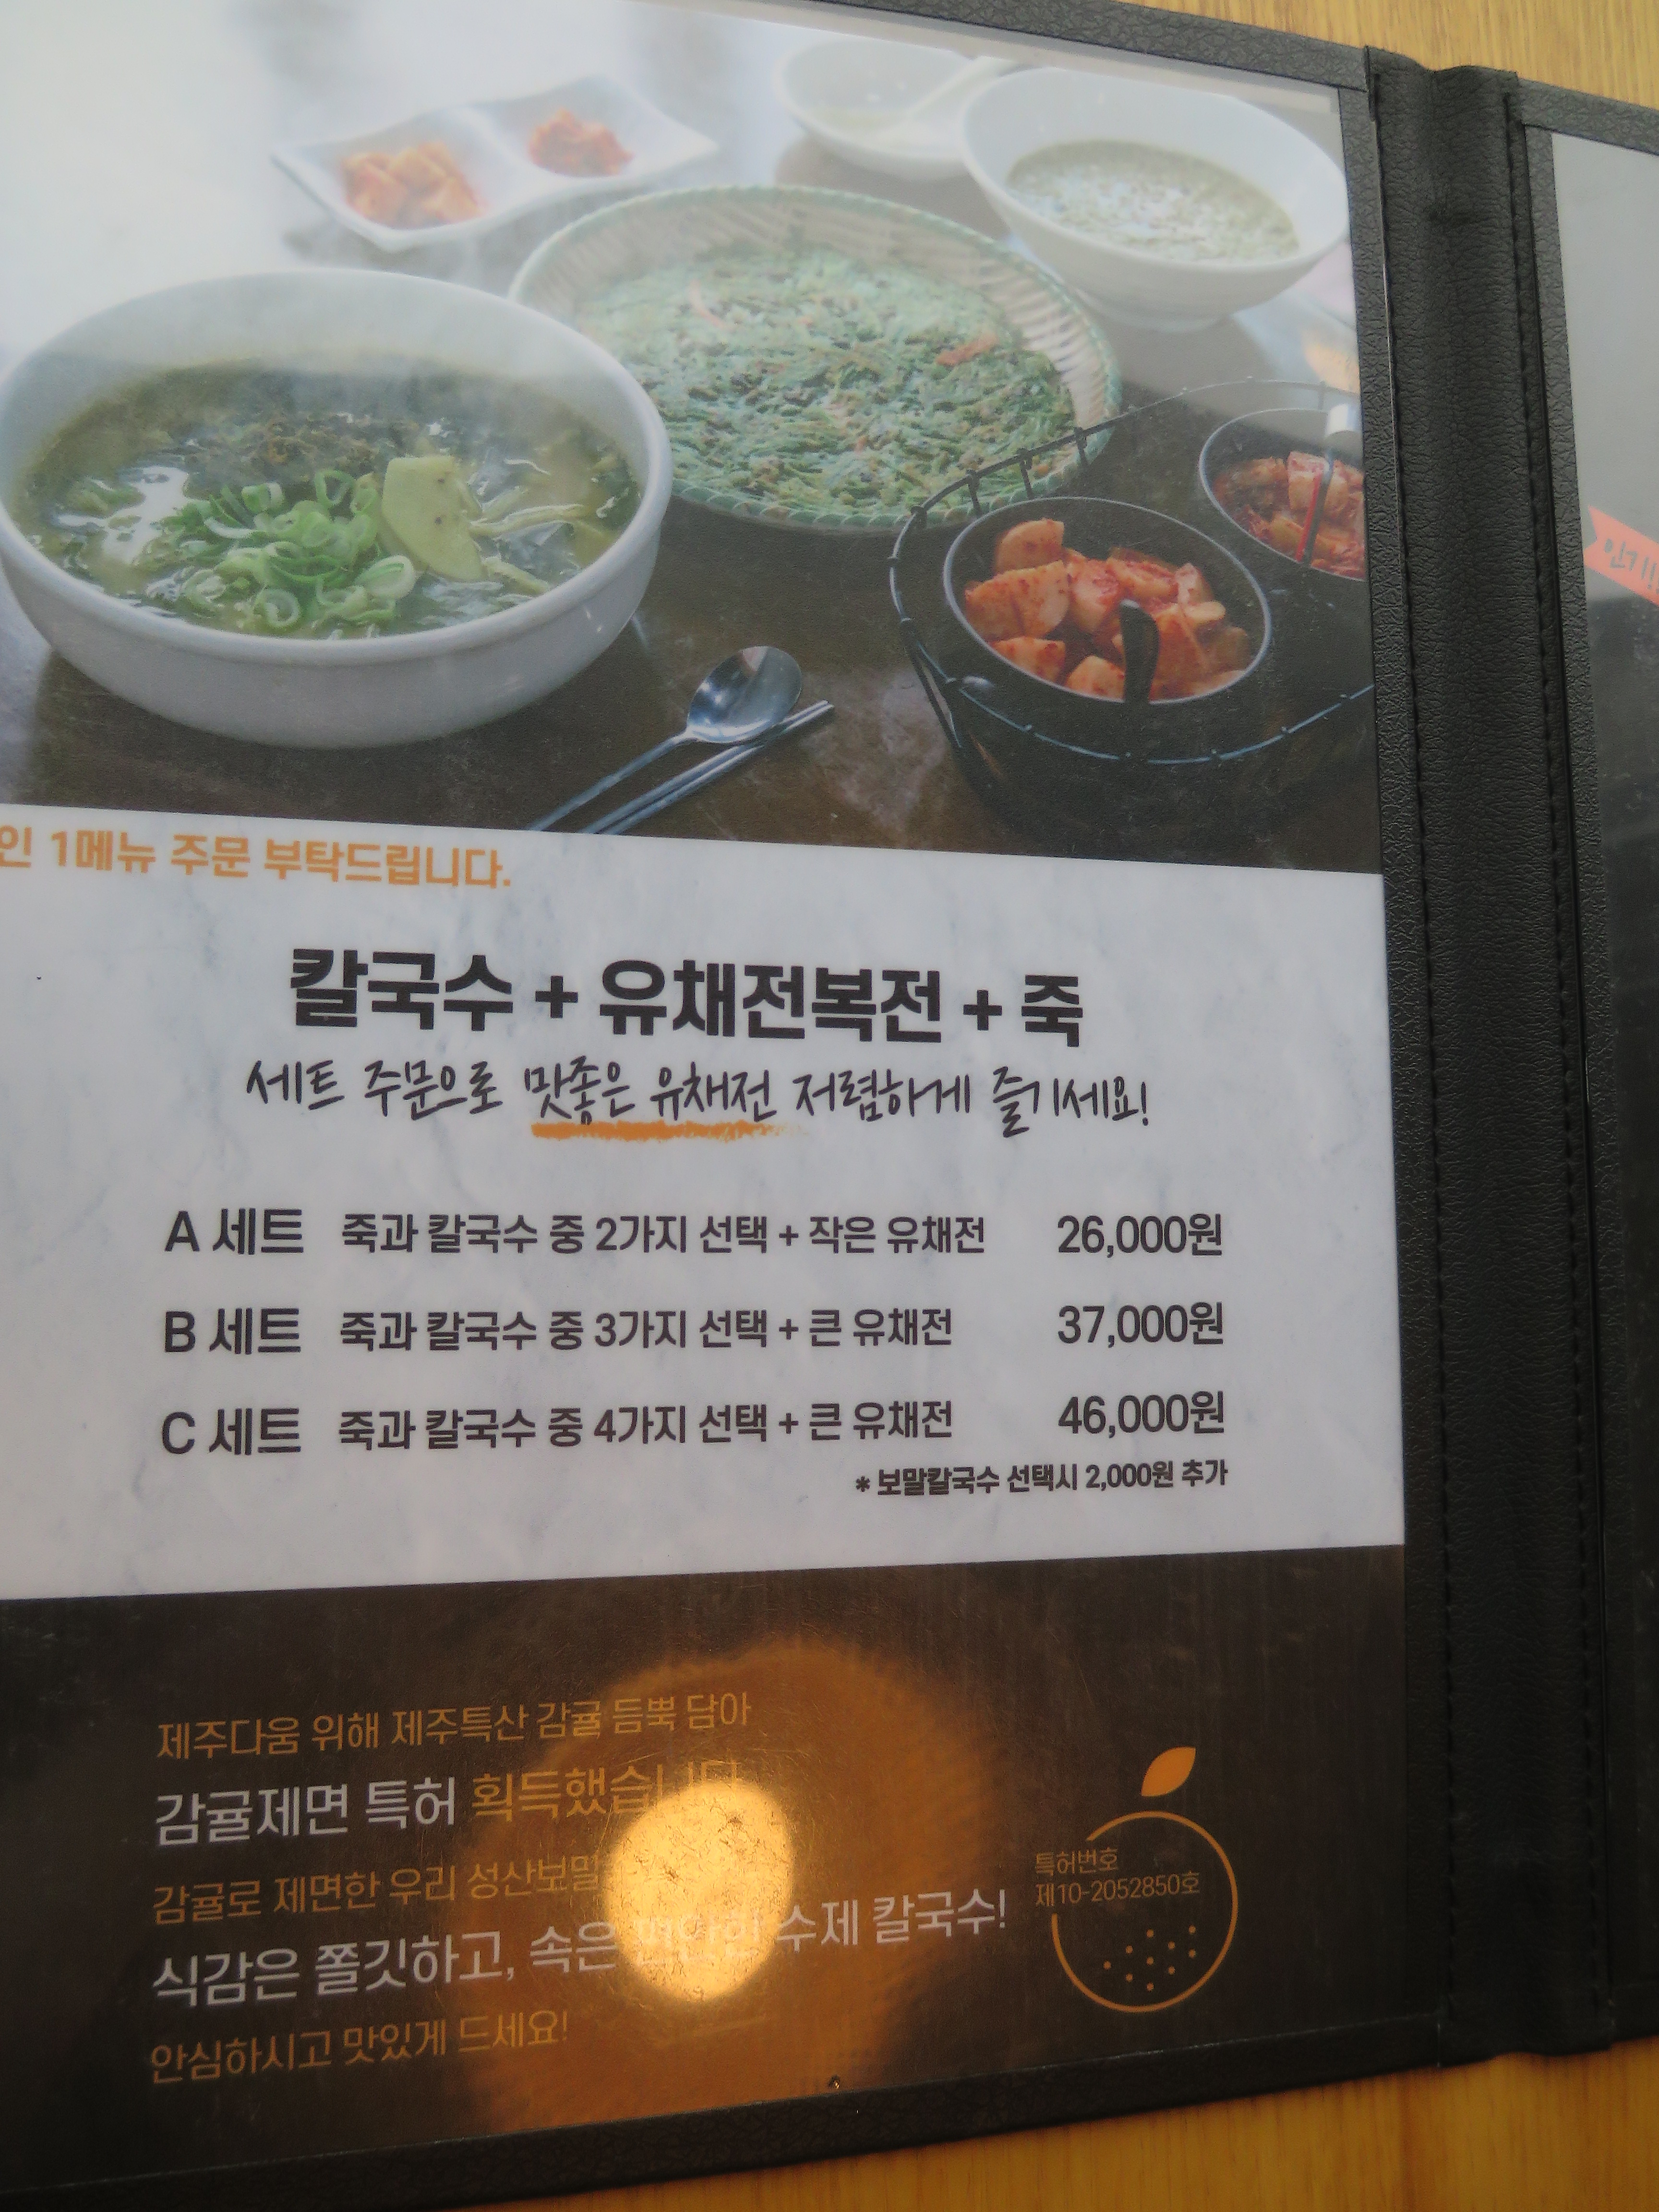 인 1메뉴 주문 부탁드립니다.
칼국수 + 유채전복전 + 죽
세트 주문으로 맛좋은 유채전 저렴하게 즐기세요!
A 세트 죽과 칼국수 중 2가지 선택 + 작은 유채전 26,000원
B 세트 죽과 칼국수 중 3가지 선택 + 큰 유채전 37,000원
C 세트 죽과 칼국수 중 4가지 선택 + 큰 유채전 46,000원
* 보말칼국수 선택시 2,000원 추가
제주다움 위해 제주특산 감귤 듬뿍 담아
감귤제면 특허 획득했습니다
감귤로 제면한 우리 성산보말
식감은 쫄깃하고, 속은 수제 칼국수!
안심하시고 맛있게 드세요!
특허번호
제10-2052850호
인기!